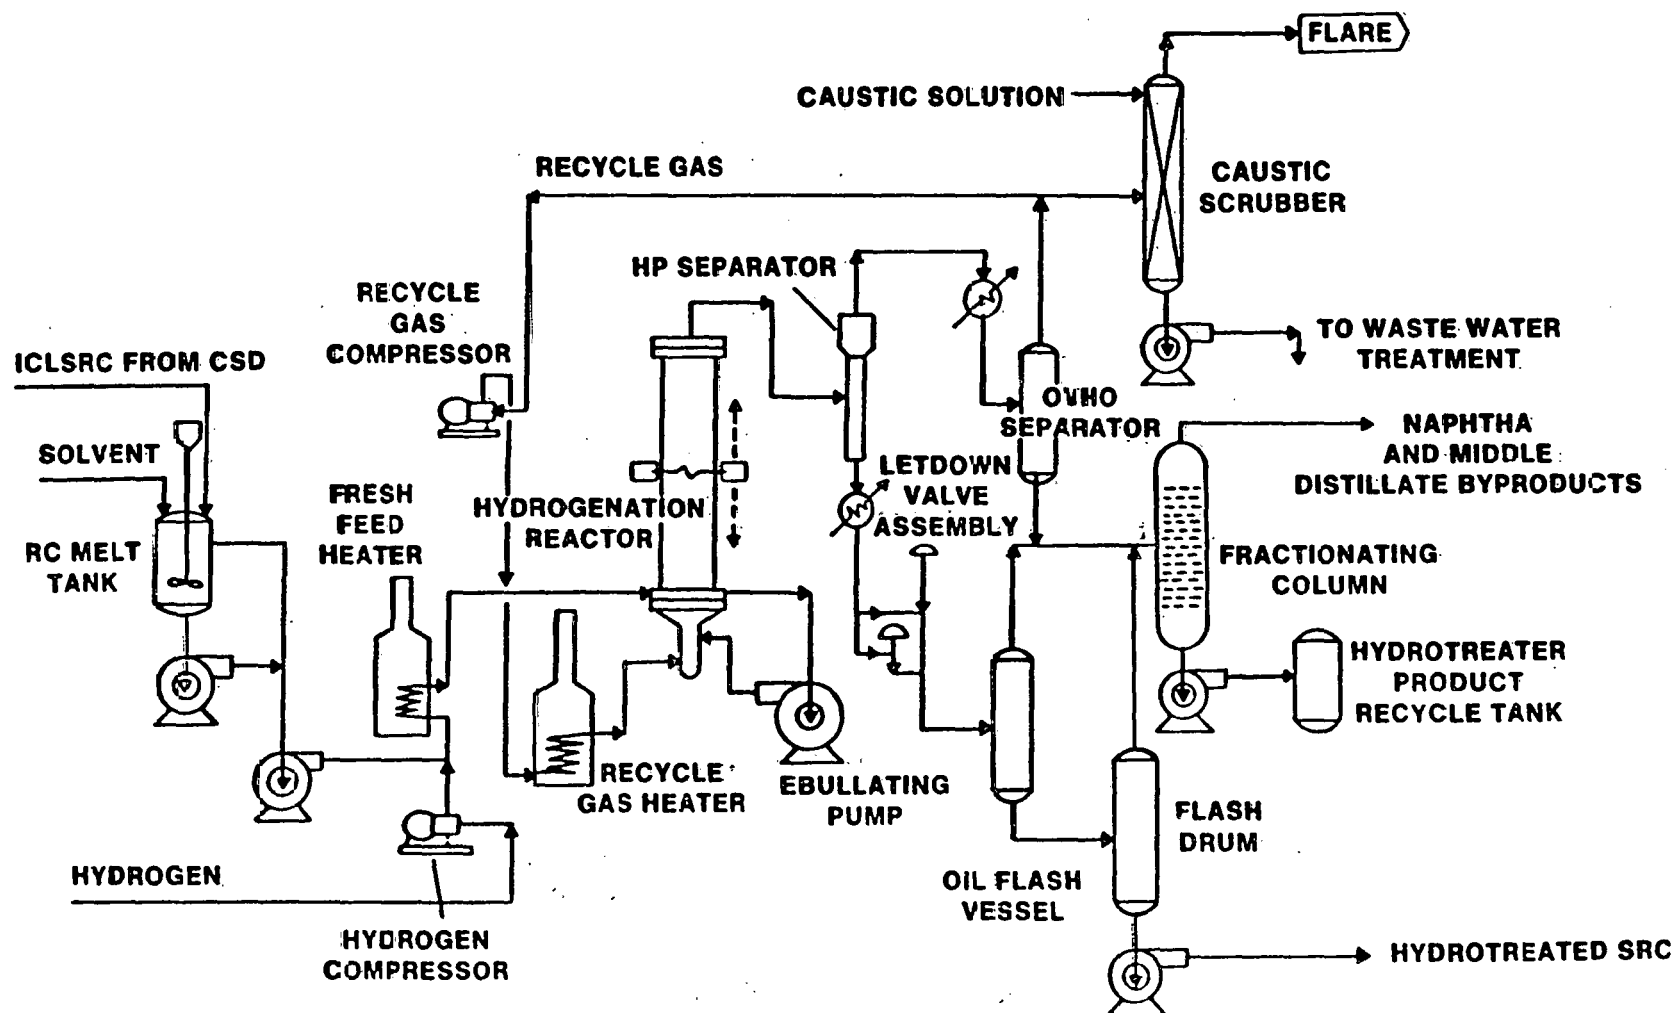 FLARE
CAUSTIC SOLUTION
RECYCLE GAS
CAUSTIC
SCRUBBER
HP SEPARATOR
RECYCLE
GAS
COMPRESSOR
TO WASTE WATER
TREATMENT
ICLSRC FROM CSD
OVHO
SEPARATOR
NAPHTHA
AND MIDDLE
DISTILLATE BYPRODUCTS
SOLVENT
LETDOWN
VALVE
ASSEMBLY
FRESH
FEED
HEATER
HYDROGENATION
REACTOR
RC MELT
TANK
FRACTIONATING
COLUMN
HYDROTREATER
PRODUCT
RECYCLE TANK
RECYCLE
GAS HEATER
EBULLATING
PUMP
FLASH
DRUM
HYDROGEN
OIL FLASH
VESSEL
HYDROGEN
COMPRESSOR
HYDROTREATED SRC